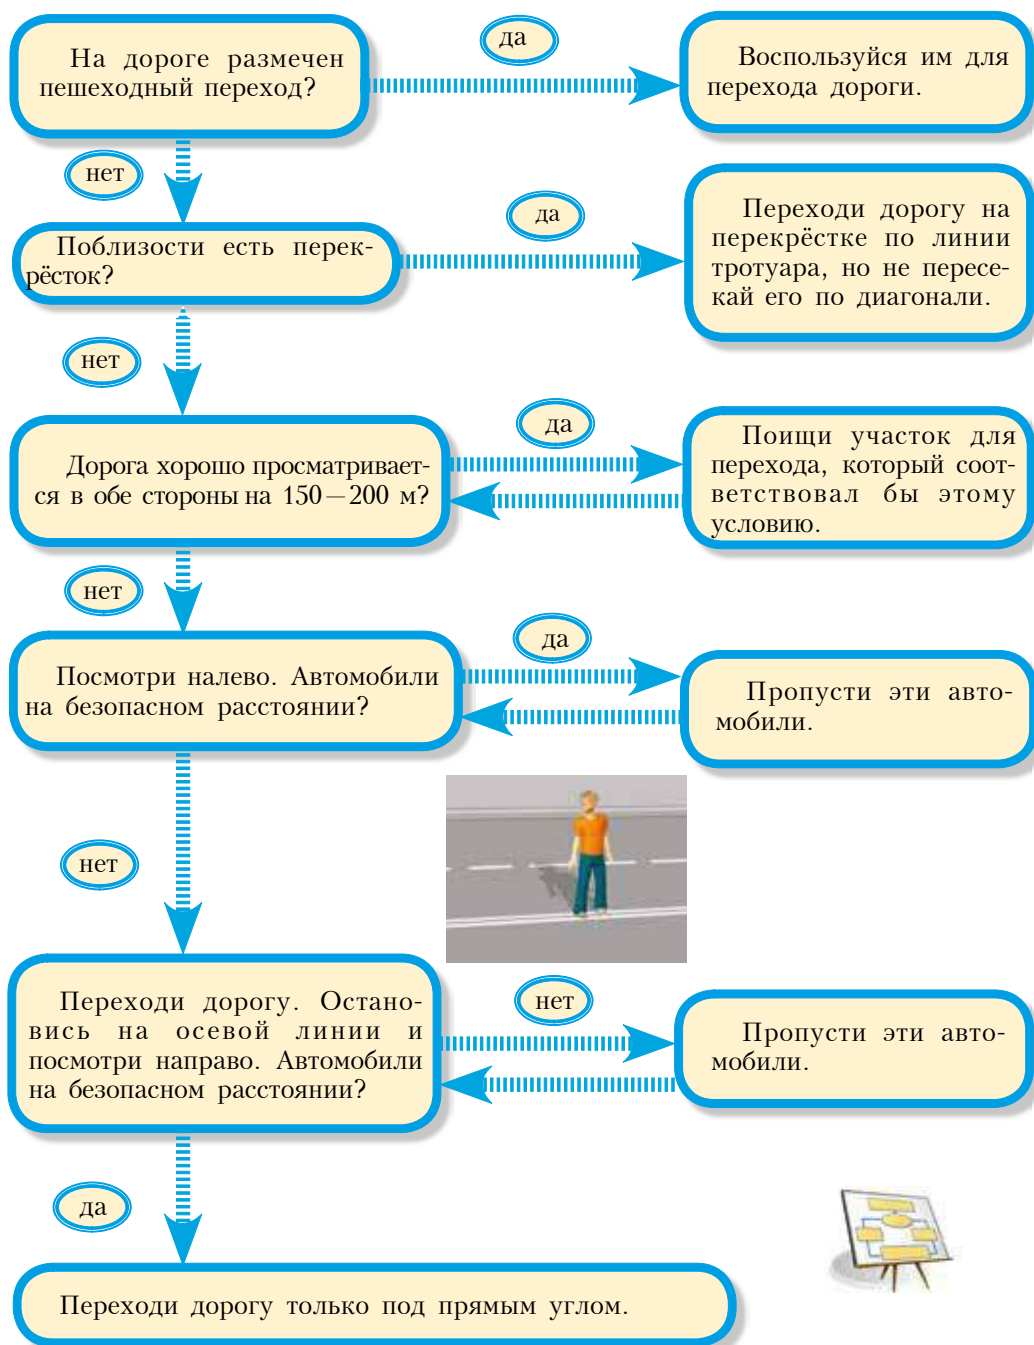 На дороге размечен
пешеходный переход?
да
Воспользуйся им для
перехода дороги.
нет
Поблизости есть перек-
рёсток?
да
Переходи дорогу на
перекрёстке по линии
тротуара, но не пересе-
кай его по диагонали.
нет
Дорога хорошо просматривает-
ся в обе стороны на 150—200 м?
да
Поищи участок для
перехода, который соот-
ветствовал бы этому
условию.
нет
Посмотри налево. Автомобили
на безопасном расстоянии?
да
Пропусти эти авто-
мобили.
нет
Переходи дорогу. Остано-
вись на осевой линии и
посмотри направо. Автомобили
на безопасном расстоянии?
нет
Пропусти эти авто-
мобили.
да
Переходи дорогу только под прямым углом.